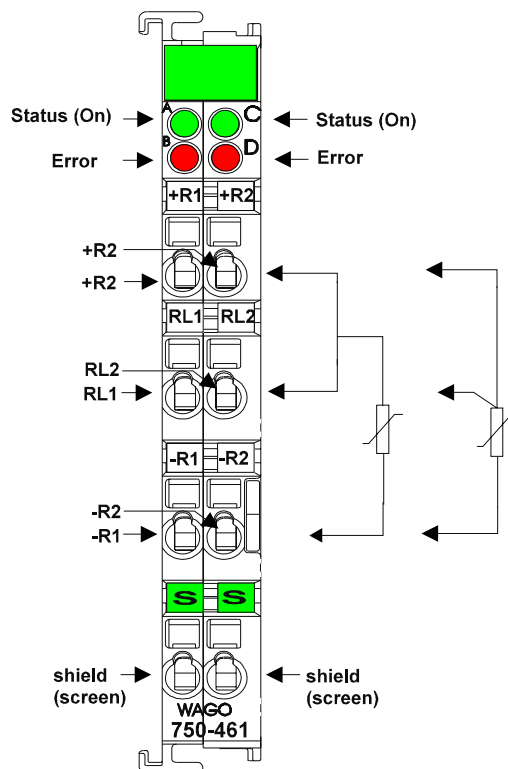 A C
Status (On) Status (On)
B D
Error Error
+R1 +R2
+R2
+R2
RL1 RL2
RL2
RL1
-R1 -R2
-R2
-R1
S S
shield shield
(screen) (screen)
WAGO
750-461